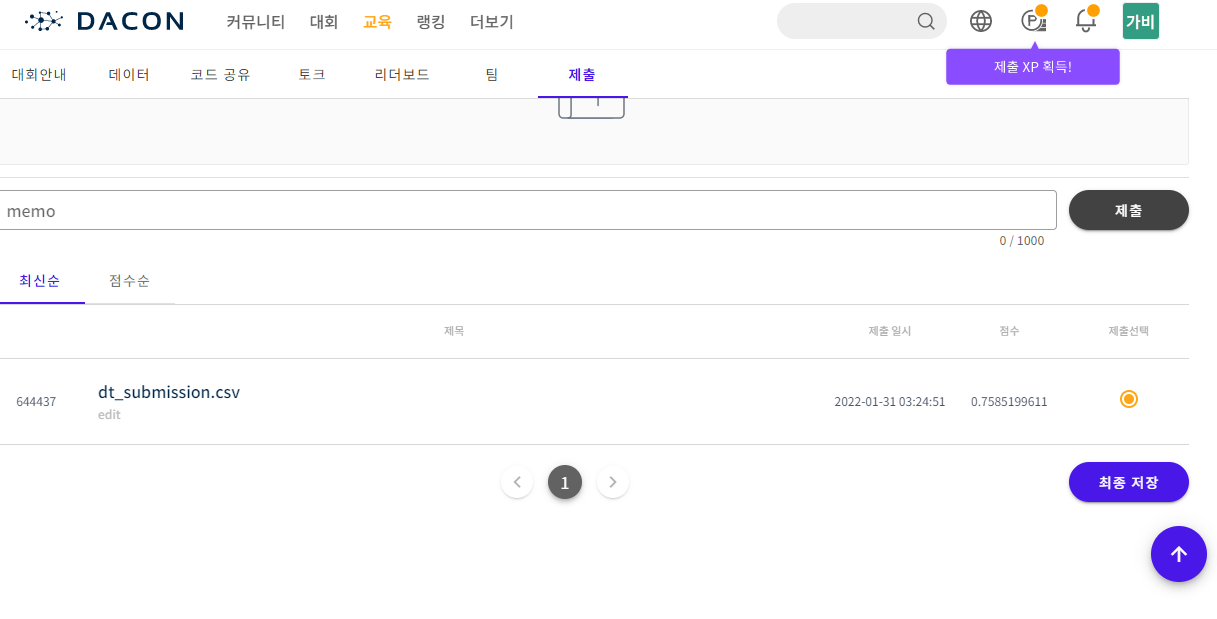 DACON 커뮤니티 대회 교육 랭킹 더보기 가비
대회안내 데이터 코드 공유 토크 리더보드 팀 제출 제출 XP 획득!
memo 제출
0 / 1000
최신순 점수순
제목 제출 일시 점수 제출선택
644437 dt_submission.csv 2022-01-31 03:24:51 0.7585199611
edit
1 최종 저장